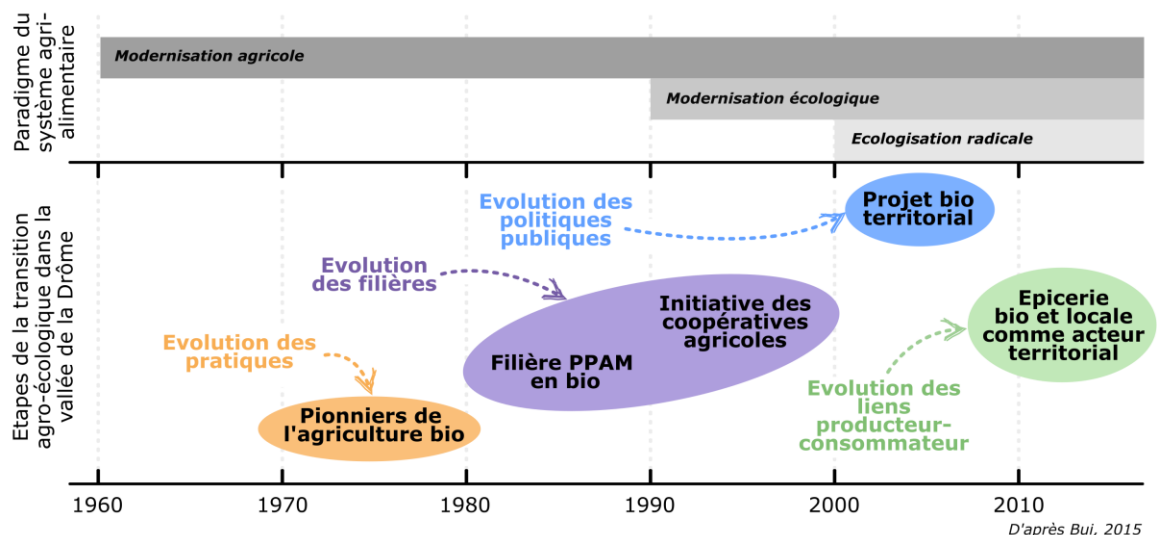 Paradigme du
système agri-
alimentaire
Modernisation agricole
Modernisation écologique
Ecologisation radicale
Etapes de la transition
agro-écologique dans la
vallée de la Drôme
Evolution des
politiques
publiques
Projet bio
territorial
Evolution
des filières
Initiative des
coopératives
agricoles
Filière PPAM
en bio
Epicerie
bio et locale
comme acteur
territorial
Evolution des
pratiques
Pionniers de
l'agriculture bio
Evolution des
liens
producteur-
consommateur
1960
1970
1980
1990
2000
2010
D'après Bui, 2015